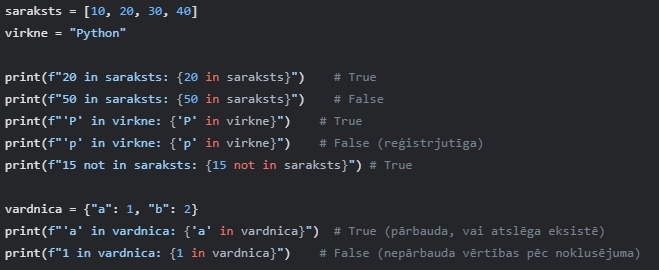 saraksts = [10, 20, 30, 40]
virkne = "Python"
print(f"20 in saraksts: {20 in saraksts}")    # True
print(f"50 in saraksts: {50 in saraksts}")    # False
print(f"'P' in virkne: {'P' in virkne}")    # True
print(f"'p' in virkne: {'p' in virkne}")    # False (reģistrjutīga)
print(f"15 not in saraksts: {15 not in saraksts}") # True
vardnica = {"a": 1, "b": 2}
print(f"'a' in vardnica: {'a' in vardnica}")  # True (pārbauda, vai atslēga eksistē)
print(f"1 in vardnica: {1 in vardnica}")    # False (nepārbauda vērtības pēc noklusējuma)